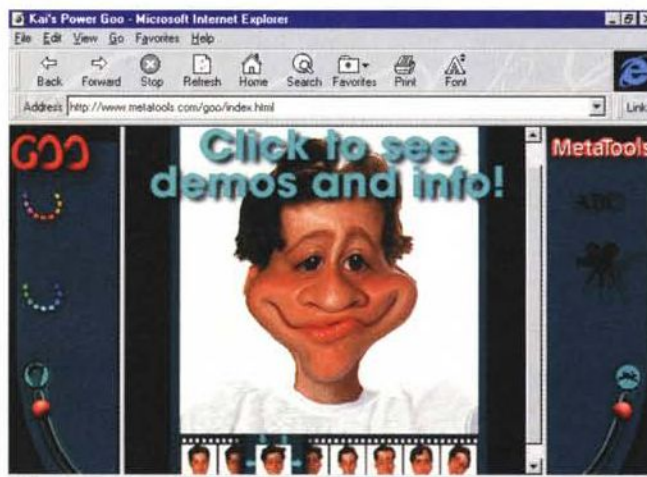 Kai's Power Goo - Microsoft Internet Explorer
File Edit View Go Favorites Help
Back Forward Stop Refresh Home Search Favorites Print Font
Address http://www.metatools.com/goo/index.html Link
GOO
Click to see
demos and info!
MetaTools